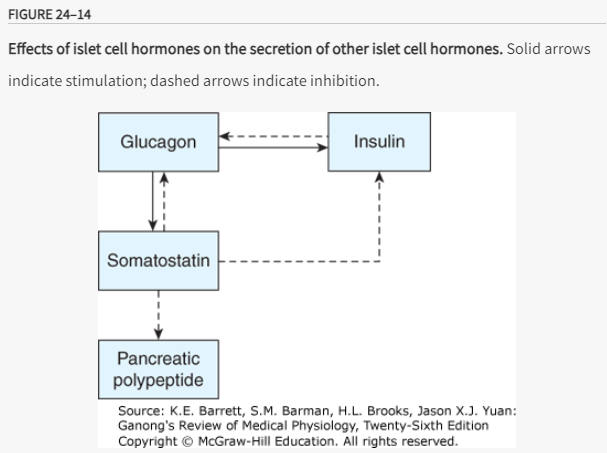 FIGURE 24–14
Effects of islet cell hormones on the secretion of other islet cell hormones. Solid arrows
indicate stimulation; dashed arrows indicate inhibition.
Glucagon
Insulin
Somatostatin
Pancreatic
polypeptide
Source: K.E. Barrett, S.M. Barman, H.L. Brooks, Jason X.J. Yuan:
Ganong's Review of Medical Physiology, Twenty-Sixth Edition
Copyright © McGraw-Hill Education. All rights reserved.